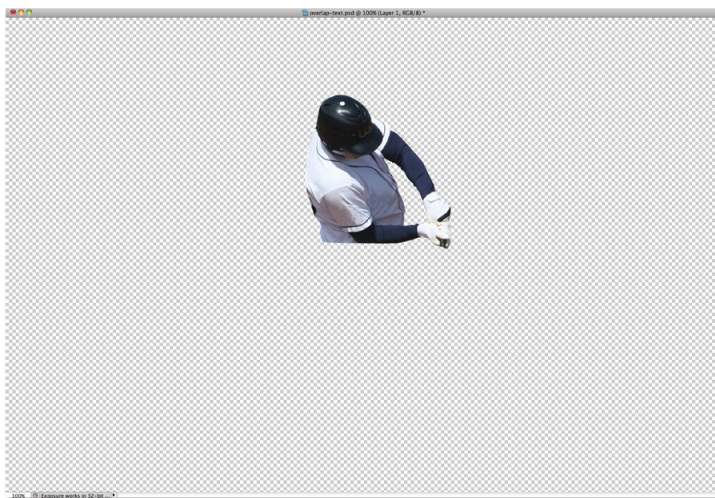 overlap-text.psd @ 100% (Layer 1, RGB/8) *
100%
Exposure works in 32-bit ...